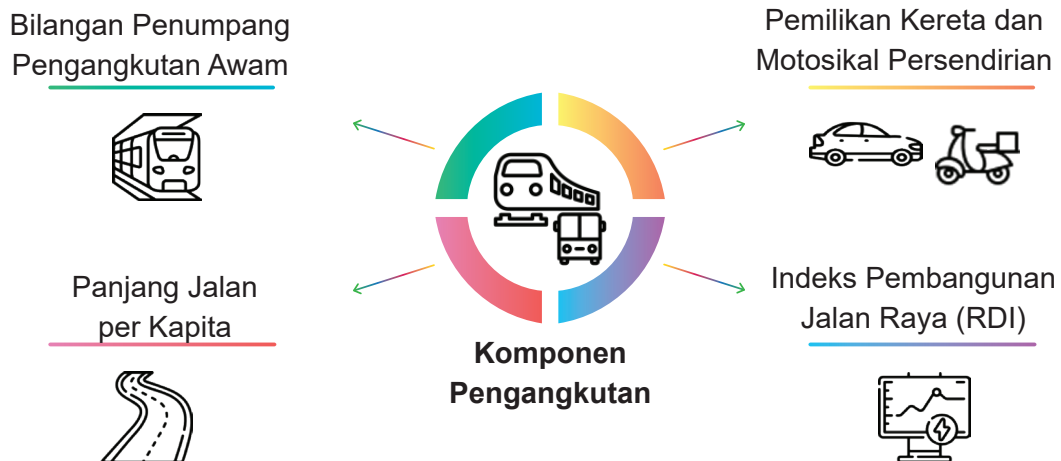 Bilangan Penumpang
Pengangkutan Awam
Pemilikan Kereta dan
Motosikal Persendirian
Panjang Jalan
per Kapita
Indeks Pembangunan
Jalan Raya (RDI)
Komponen
Pengangkutan